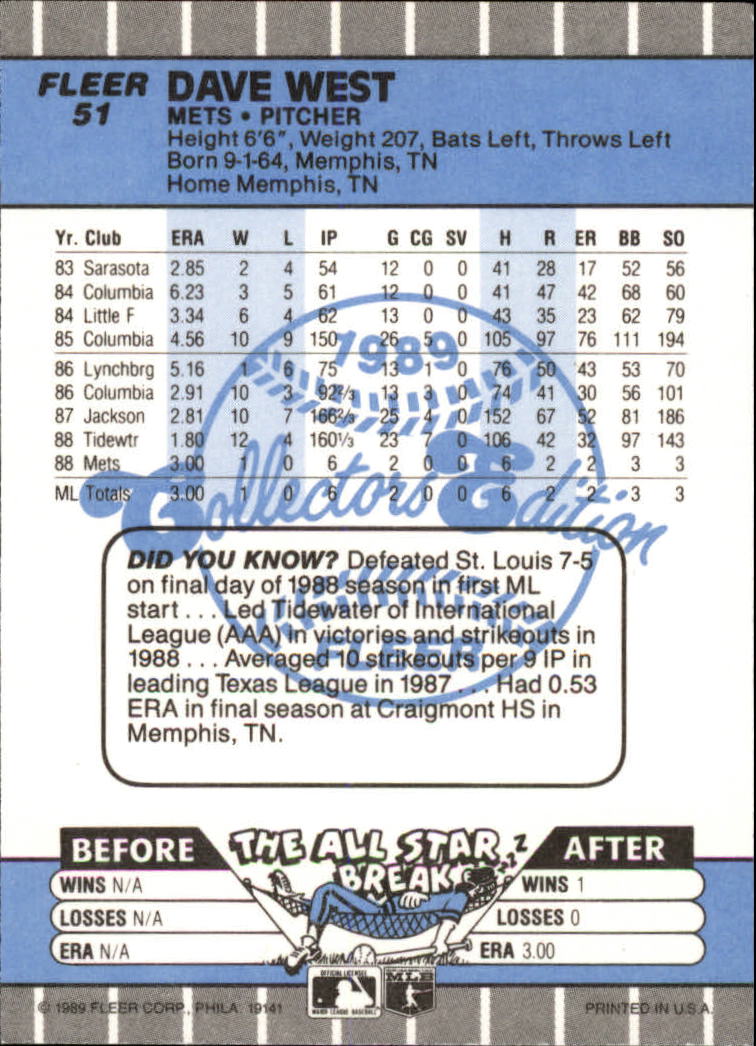 FLEER DAVE WEST
51 METS • PITCHER
Height 6'6", Weight 207, Bats Left, Throws Left
Born 9-1-64, Memphis, TN
Home Memphis, TN
Yr. Club ERA W L IP G CG SV H R ER BB SO
83 Sarasota 2.85 2 4 54 12 0 0 41 28 17 52 56
84 Columbia 6.23 3 5 61 12 0 0 41 47 42 68 60
84 Little F 3.34 6 4 62 13 0 0 43 35 23 62 79
85 Columbia 4.56 10 9 150 26 5 0 105 97 76 111 194
86 Lynchbrg 5.16 1 6 75 13 1 0 76 50 43 53 70
86 Columbia 2.91 10 3 92⅔ 13 3 0 74 41 30 56 101
87 Jackson 2.81 10 7 166⅔ 25 4 0 152 67 52 81 186
88 Tidewtr 1.80 12 4 160⅓ 23 7 0 106 42 32 97 143
88 Mets 3.00 1 0 6 2 0 0 6 2 2 3 3
ML Totals 3.00 1 0 6 2 0 0 6 2 2 3 3
1989
Collectors Edition
FLEER
DID YOU KNOW? Defeated St. Louis 7-5
on final day of 1988 season in first ML
start . . . Led Tidewater of International
League (AAA) in victories and strikeouts in
1988 . . . Averaged 10 strikeouts per 9 IP in
leading Texas League in 1987 . . . Had 0.53
ERA in final season at Craigmont HS in
Memphis, TN.
BEFORE THE ALL STAR BREAK zzZ AFTER
WINS N/A WINS 1
LOSSES N/A LOSSES 0
ERA N/A ERA 3.00
OFFICIAL LICENSEE MLB
MAJOR LEAGUE BASEBALL
© 1989 FLEER CORP., PHILA. 19141 PRINTED IN U.S.A.